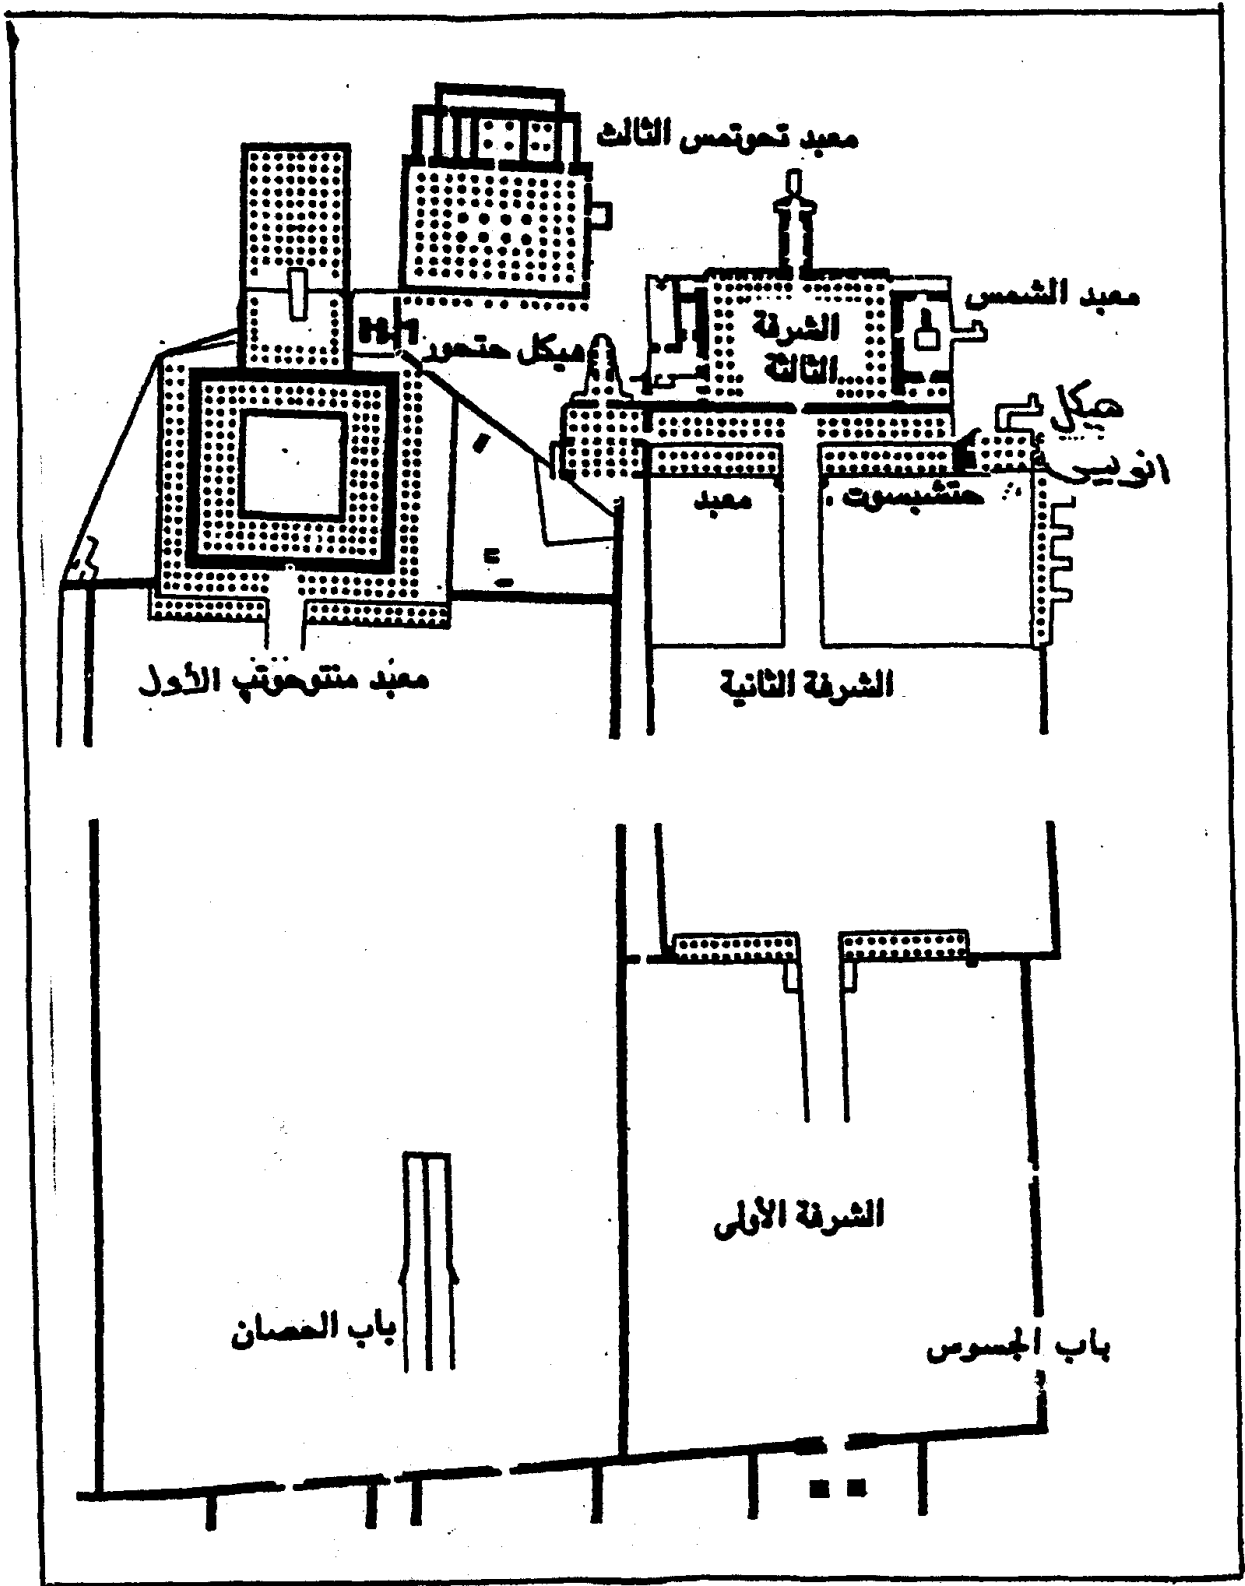 معبد تحوتمس الثالث
معبد الشمس
الشرفة
الثالثة
هيكل حتحور
هيكل
انوبيس
حتشبسوت
معبد
معبد منتوحوتب الأول
الشرفة الثانية
الشرفة الأولى
باب الحصان
باب الجسوس